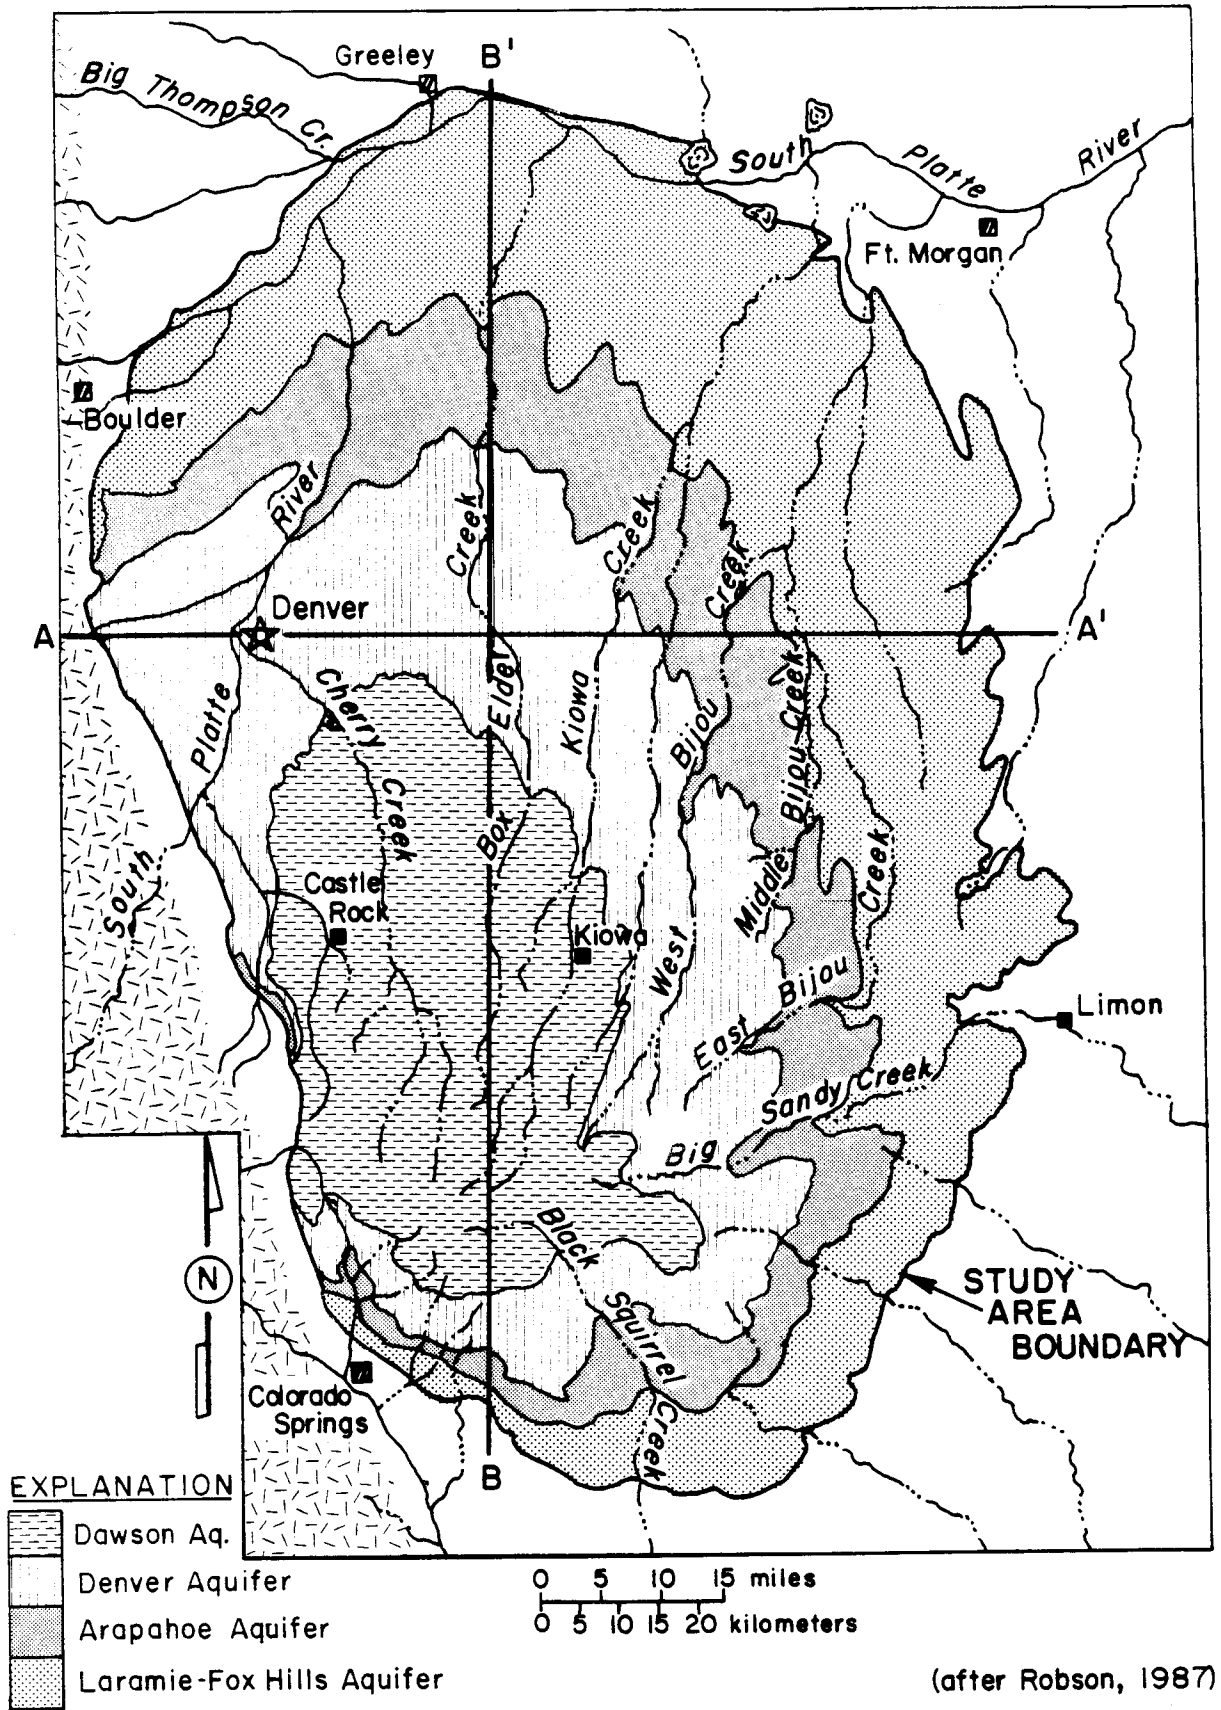 Greeley
B'
Big Thompson Cr.
South
Platte
River
Ft. Morgan
Boulder
River
Creek
Creek
Creek
Denver
A
A'
Platte
Cherry
Creek
Elder
Kiowa
Bijou
Bijou Creek
Box
South
Castle
Rock
Kiowa
West
Middle
Creek
Bijou
East
Limon
Sandy Creek
Big
Black
Squirrel
Creek
N
STUDY
AREA
BOUNDARY
Colorado
Springs
B
EXPLANATION
Dawson Aq.
Denver Aquifer
Arapahoe Aquifer
Laramie-Fox Hills Aquifer
0 5 10 15 miles
0 5 10 15 20 kilometers
(after Robson, 1987)